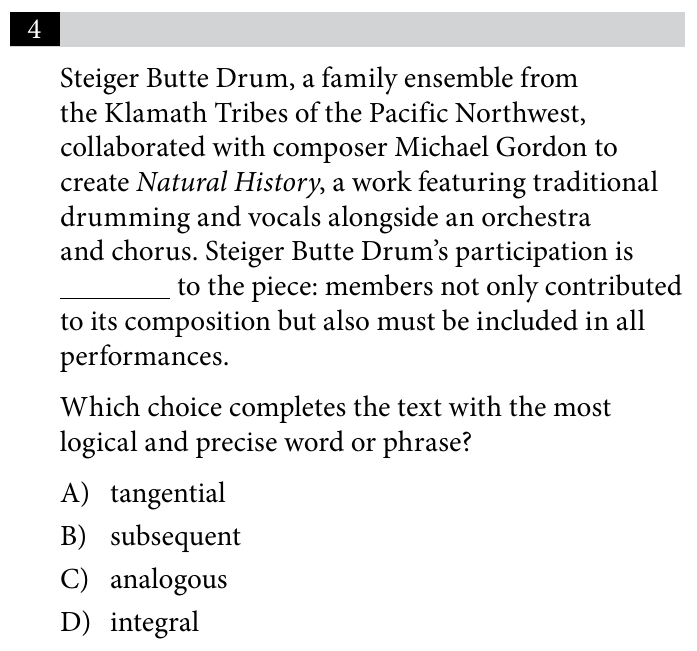 4
Steiger Butte Drum, a family ensemble from
the Klamath Tribes of the Pacific Northwest,
collaborated with composer Michael Gordon to
create Natural History, a work featuring traditional
drumming and vocals alongside an orchestra
and chorus. Steiger Butte Drum’s participation is
________ to the piece: members not only contributed
to its composition but also must be included in all
performances.
Which choice completes the text with the most
logical and precise word or phrase?
A) tangential
B) subsequent
C) analogous
D) integral